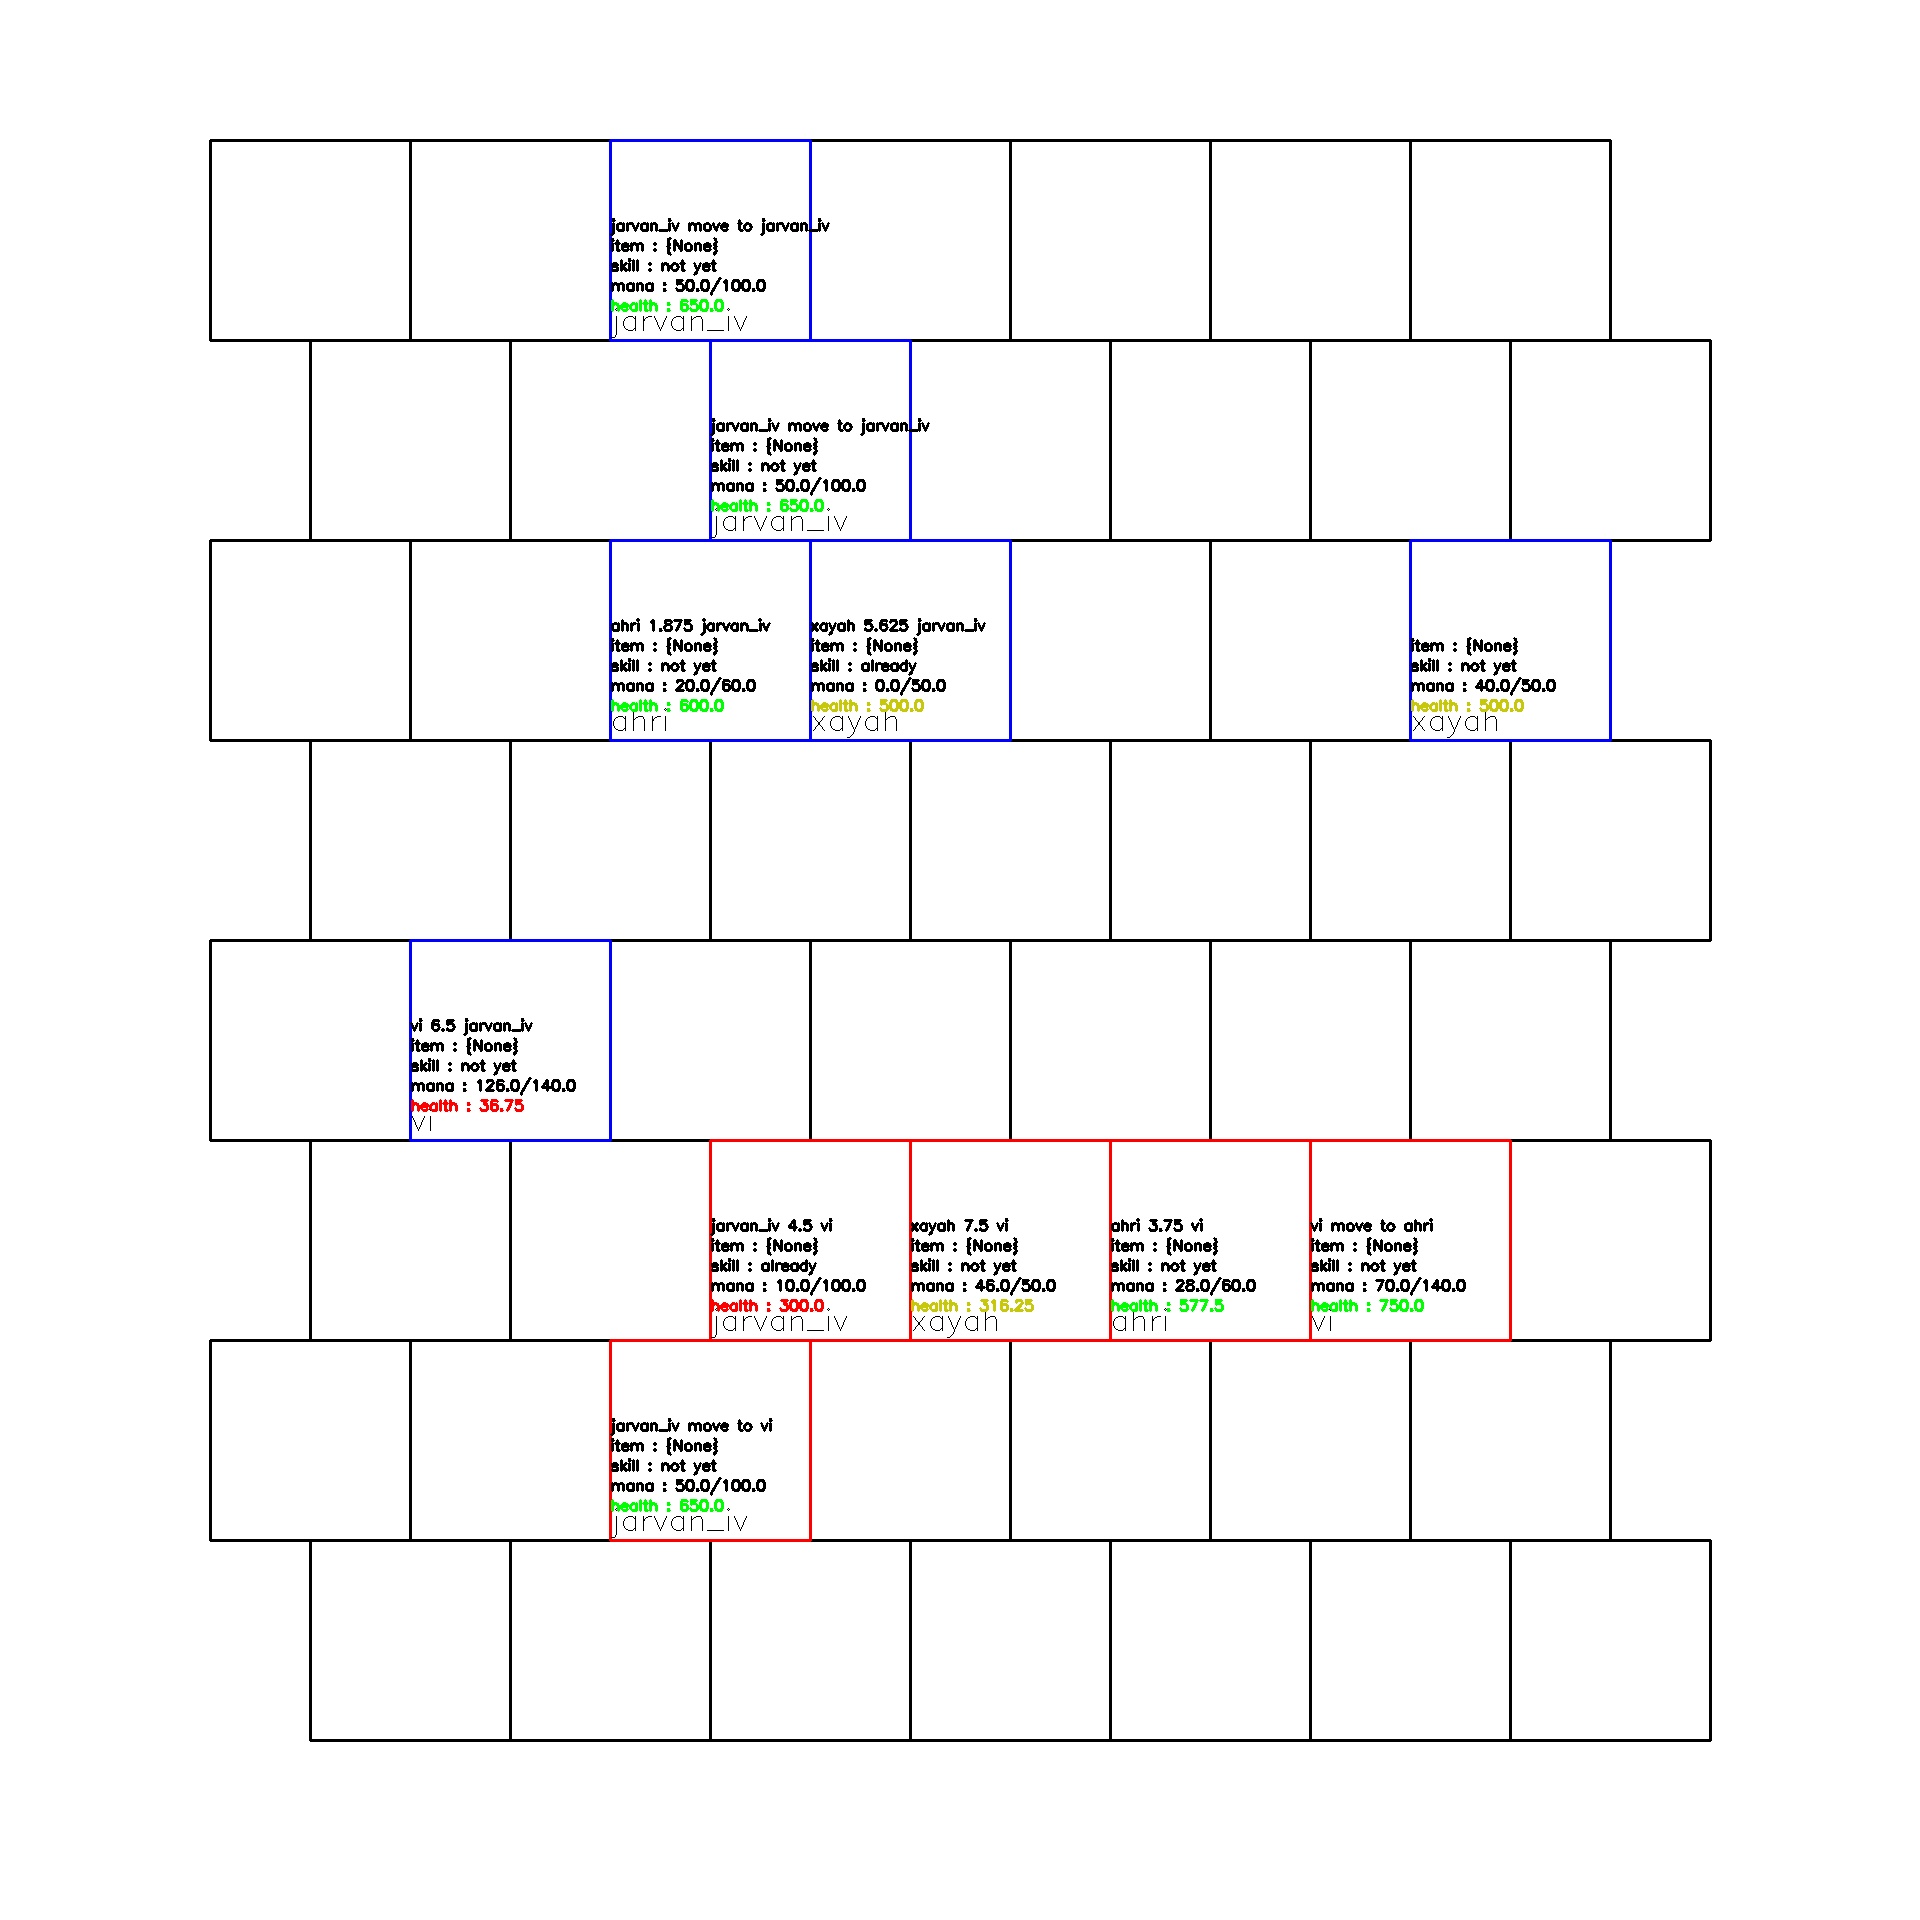 jarvan_iv move to jarvan_iv
item : {None}
skill : not yet
mana : 50.0/100.0
health : 650.0
jarvan_iv
jarvan_iv move to jarvan_iv
item : {None}
skill : not yet
mana : 50.0/100.0
health : 650.0
jarvan_iv
ahri 1.875 jarvan_iv
item : {None}
skill : not yet
mana : 20.0/60.0
health : 600.0
ahri
xayah 5.625 jarvan_iv
item : {None}
skill : already
mana : 0.0/50.0
health : 500.0
xayah
item : {None}
skill : not yet
mana : 40.0/50.0
health : 500.0
xayah
vi 6.5 jarvan_iv
item : {None}
skill : not yet
mana : 126.0/140.0
health : 36.75
vi
jarvan_iv 4.5 vi
item : {None}
skill : already
mana : 10.0/100.0
health : 300.0
jarvan_iv
xayah 7.5 vi
item : {None}
skill : not yet
mana : 46.0/50.0
health : 316.25
xayah
ahri 3.75 vi
item : {None}
skill : not yet
mana : 28.0/60.0
health : 577.5
ahri
vi move to ahri
item : {None}
skill : not yet
mana : 70.0/140.0
health : 750.0
vi
jarvan_iv move to vi
item : {None}
skill : not yet
mana : 50.0/100.0
health : 650.0
jarvan_iv